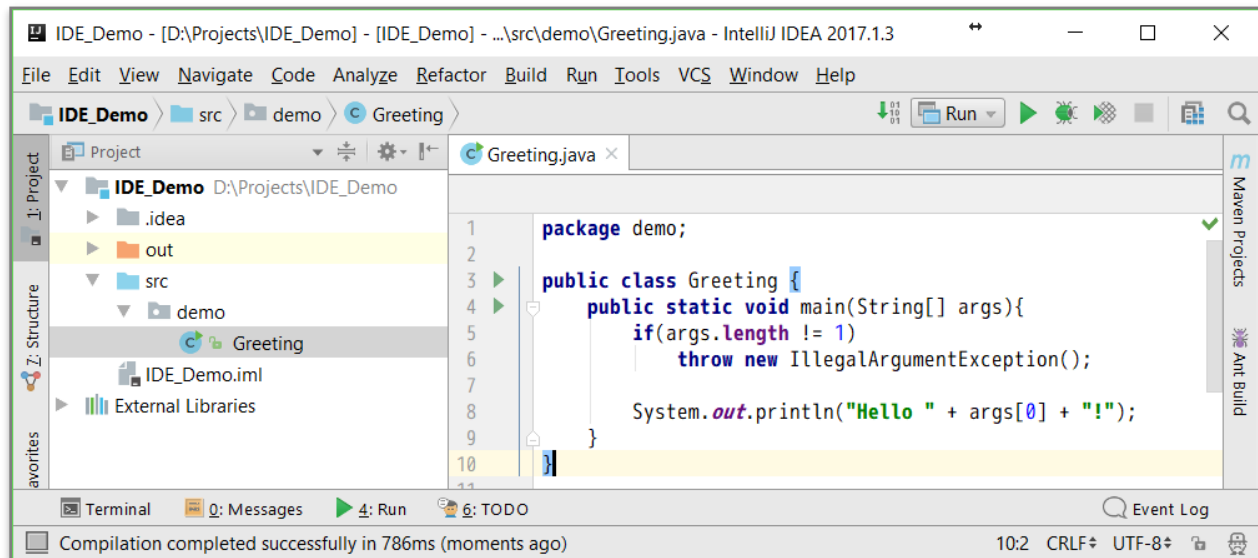 IDE_Demo - [D:\Projects\IDE_Demo] - [IDE_Demo] - ...\src\demo\Greeting.java - IntelliJ IDEA 2017.1.3
File Edit View Navigate Code Analyze Refactor Build Run Tools VCS Window Help
IDE_Demo src demo Greeting Run
1: Project
Z: Structure
avorites
Project
IDE_Demo D:\Projects\IDE_Demo
.idea
out
src
demo
Greeting
IDE_Demo.iml
External Libraries
Greeting.java
1 package demo;
2
3 public class Greeting {
4 public static void main(String[] args){
5 if(args.length != 1)
6 throw new IllegalArgumentException();
7
8 System.out.println("Hello " + args[0] + "!");
9 }
10 }
11
Maven Projects
Ant Build
Terminal 0: Messages 4: Run 6: TODO Event Log
Compilation completed successfully in 786ms (moments ago) 10:2 CRLF UTF-8